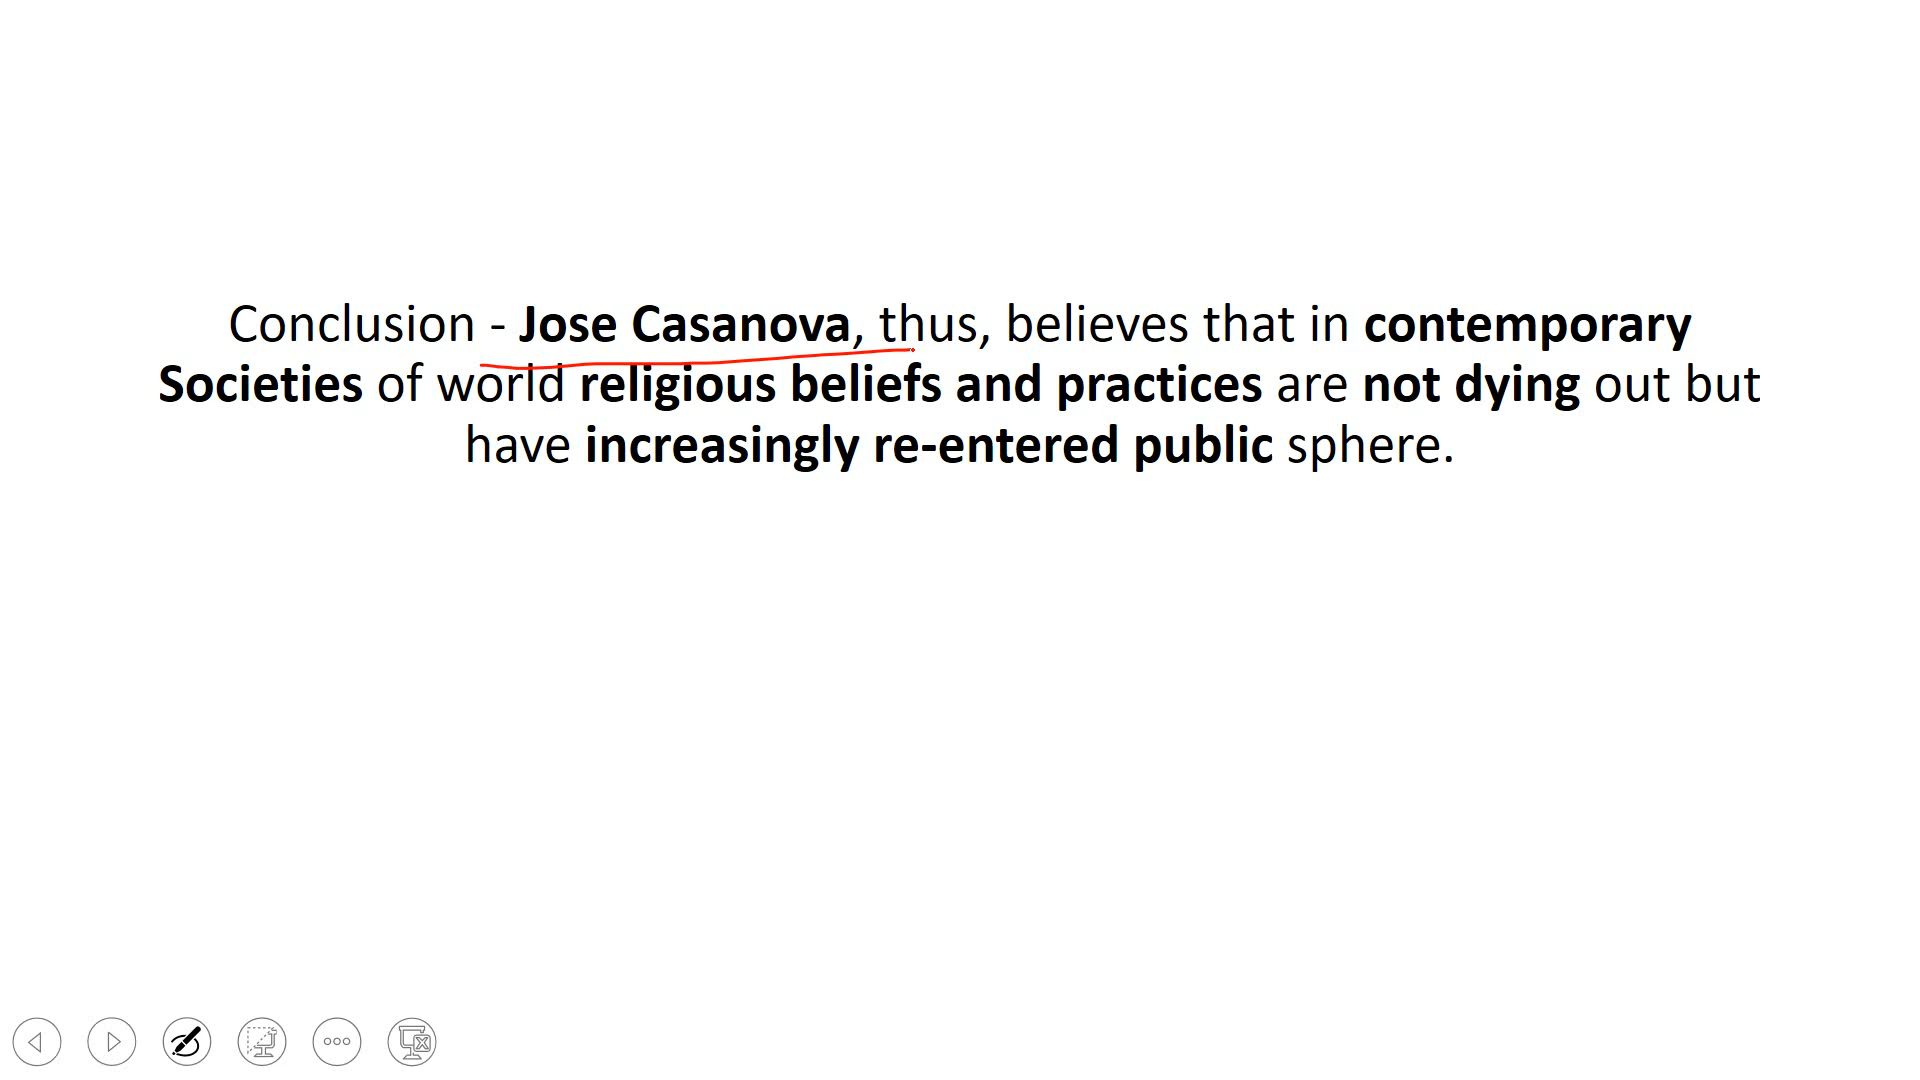 Conclusion - Jose Casanova, thus, believes that in contemporary
Societies of world religious beliefs and practices are not dying out but
have increasingly re-entered public sphere.